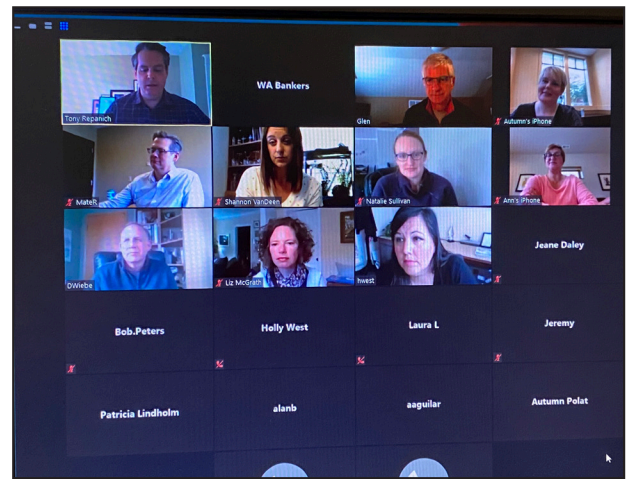 WA Bankers
Tony Repanich
Glen
Autumn's iPhone
MateR
Shannon VanDeen
Natalie Sullivan
Ann's iPhone
DWiebe
Liz McGrath
hwest
Jeane Daley
Bob.Peters
Holly West
Laura L
Jeremy
Patricia Lindholm
alanb
aaguilar
Autumn Polat